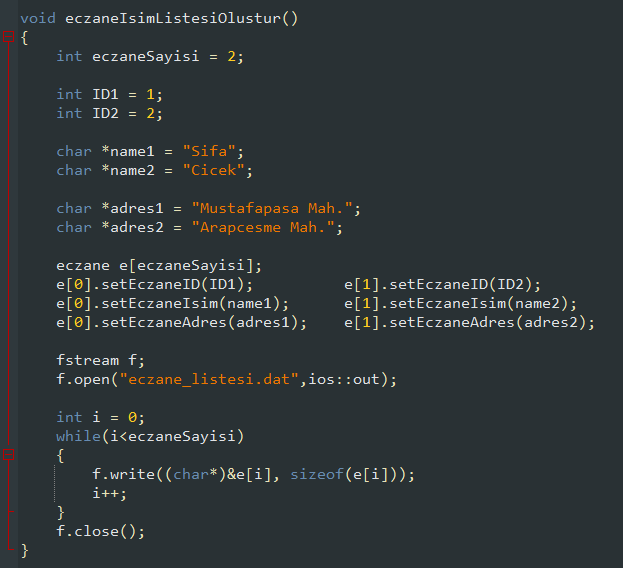 void eczaneIsimListesiOlustur()
{
    int eczaneSayisi = 2;

    int ID1 = 1;
    int ID2 = 2;

    char *name1 = "Sifa";
    char *name2 = "Cicek";

    char *adres1 = "Mustafapasa Mah.";
    char *adres2 = "Arapcesme Mah.";

    eczane e[eczaneSayisi];
    e[0].setEczaneID(ID1);          e[1].setEczaneID(ID2);
    e[0].setEczaneIsim(name1);      e[1].setEczaneIsim(name2);
    e[0].setEczaneAdres(adres1);    e[1].setEczaneAdres(adres2);

    fstream f;
    f.open("eczane_listesi.dat",ios::out);

    int i = 0;
    while(i<eczaneSayisi)
    {
        f.write((char*)&e[i], sizeof(e[i]));
        i++;
    }
    f.close();
}